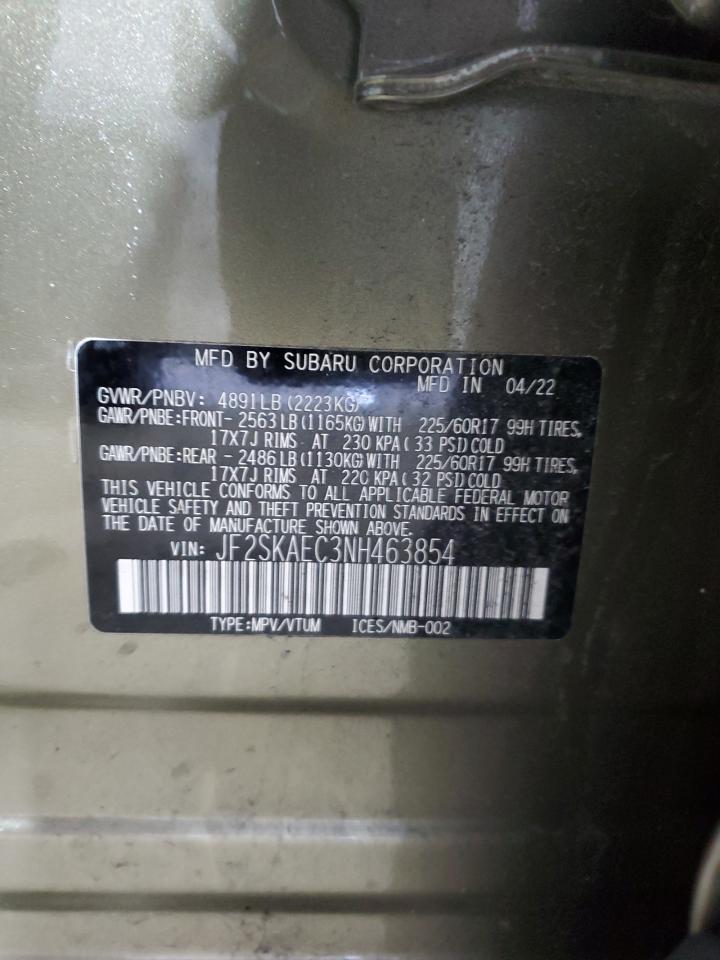 MFD BY SUBARU CORPORATION
MFD IN 04/22
GVWR/PNBV: 4891LB(2223KG)
GAWR/PNBE:FRONT- 2563LB(1165KG)WITH 225/60R17 99H TIRES,
17X7J RIMS AT 230 KPA( 33 PSI)COLD
GAWR/PNBE:REAR - 2486LB(1130KG)WITH 225/60R17 99H TIRES,
17X7J RIMS AT 220 KPA( 32 PSI)COLD
THIS VEHICLE CONFORMS TO ALL APPLICABLE FEDERAL MOTOR
VEHICLE SAFETY AND THEFT PREVENTION STANDARDS IN EFFECT ON
THE DATE OF MANUFACTURE SHOWN ABOVE.
VIN: JF2SKAEC3NH463854
TYPE:MPV/VTUM ICES/NMB-002